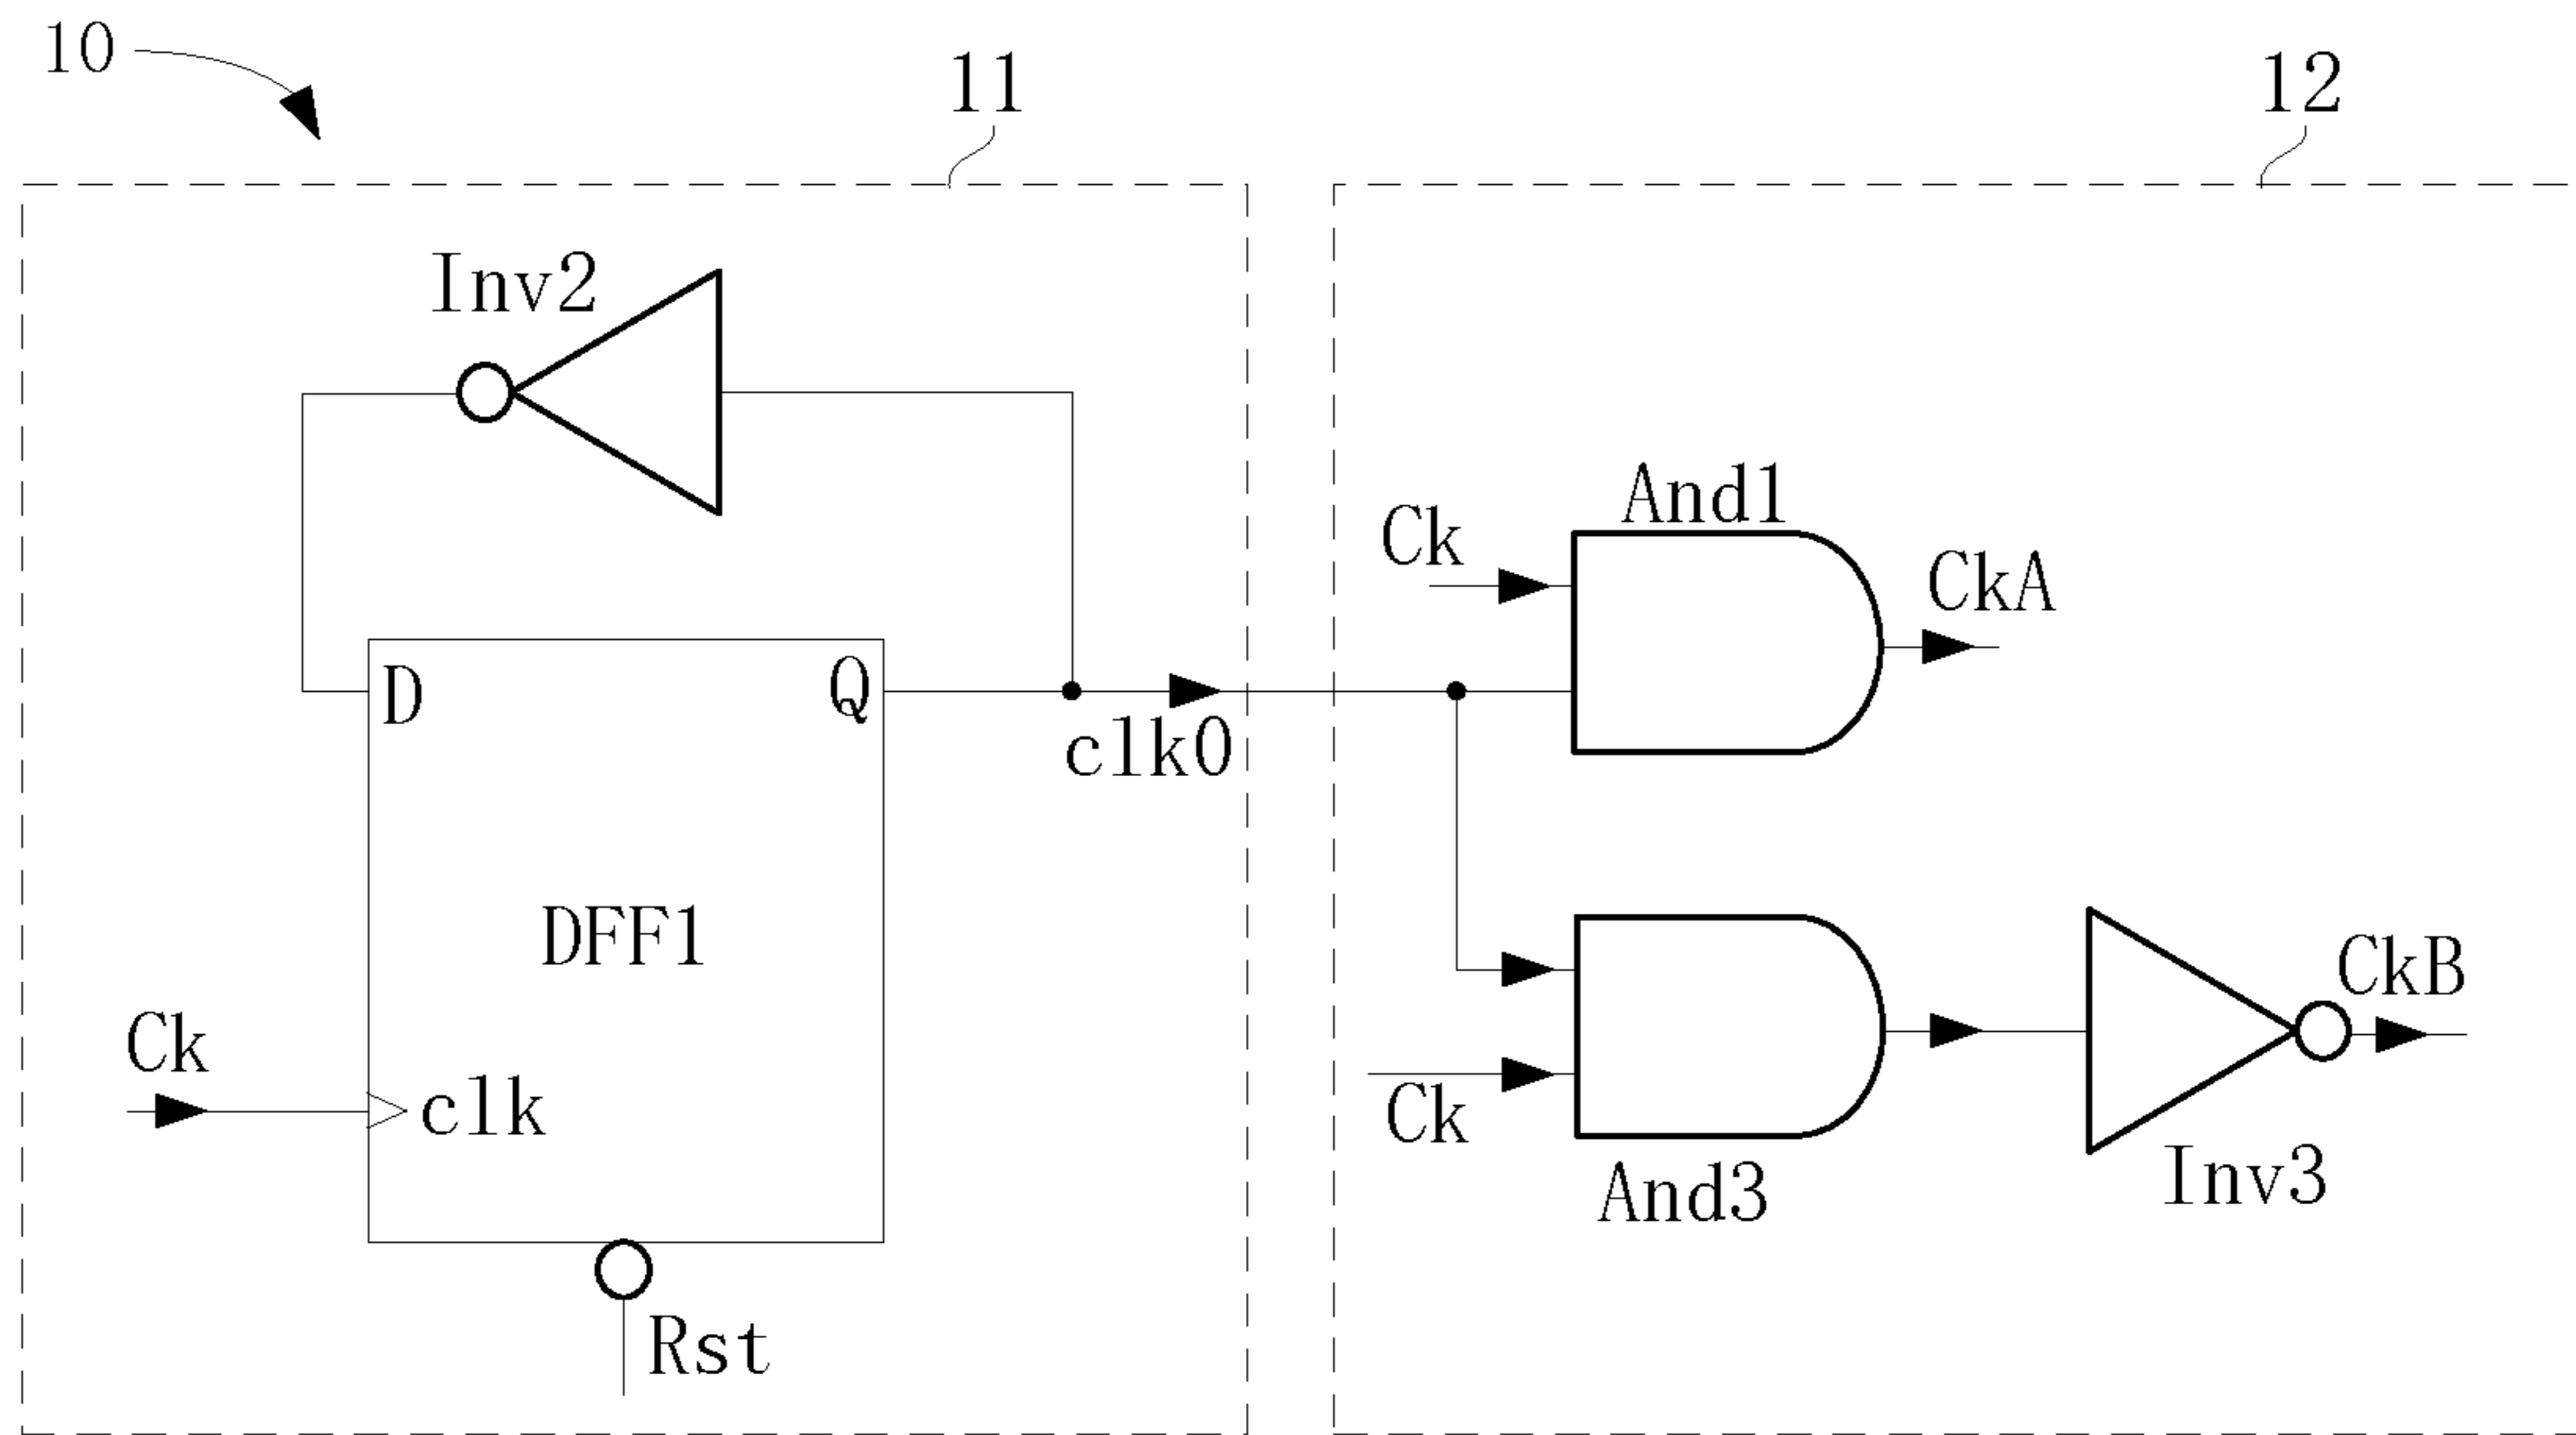 10
11
12
Inv2
And1
Ck
CkA
D
Q
clk0
DFF1
CkB
Ck
clk
Ck
And3
Inv3
Rst